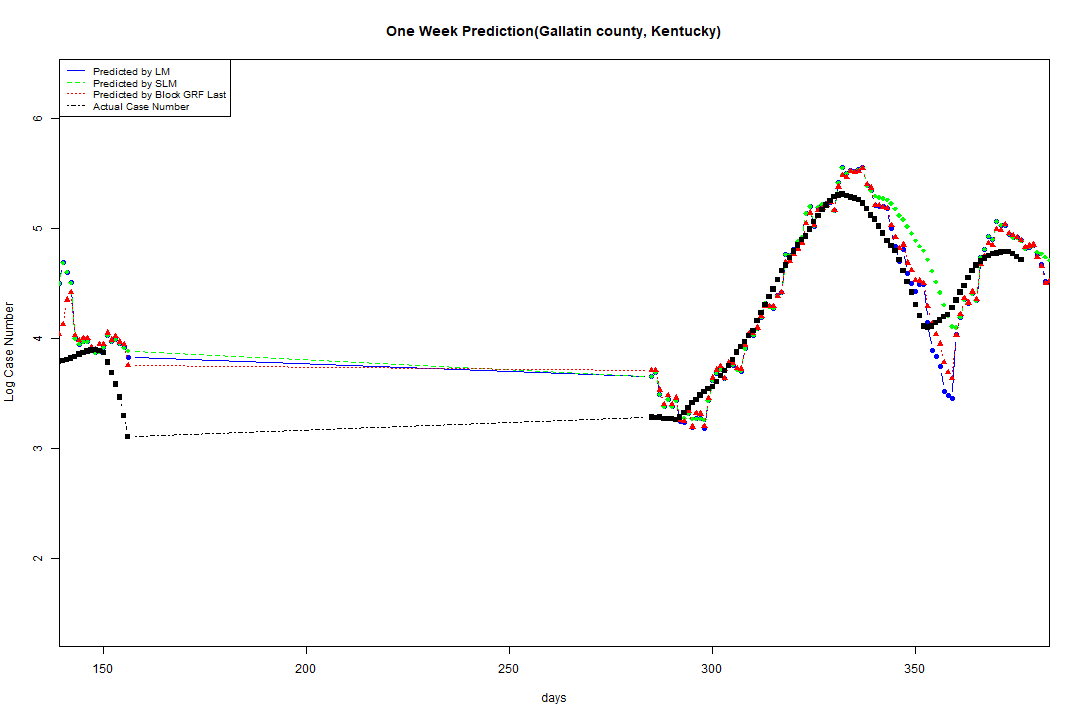 One Week Prediction(Gallatin county, Kentucky)
Predicted by LM
Predicted by SLM
Predicted by Block GRF Last
Actual Case Number
6
5
4
3
2
Log Case Number
150 200 250 300 350
days